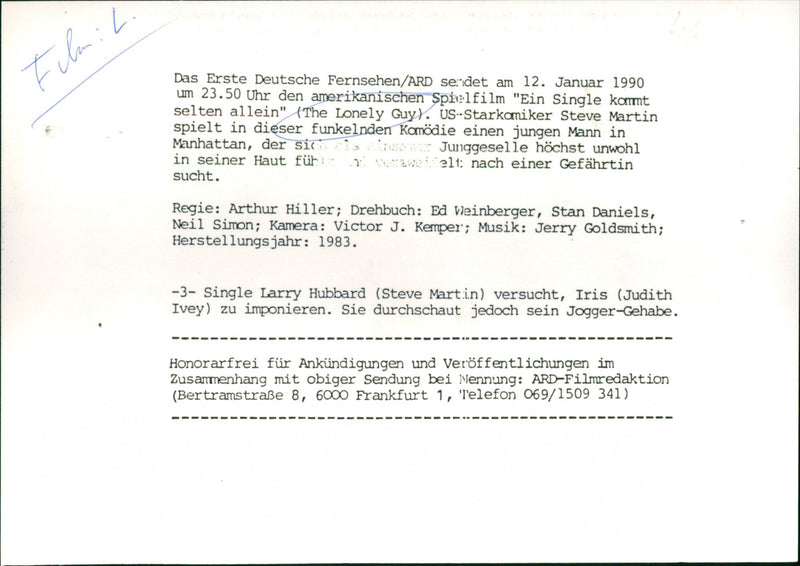 Film: L.
Das Erste Deutsche Fernsehen/ARD sendet am 12. Januar 1990
um 23.50 Uhr den amerikanischen Spielfilm "Ein Single kommt
selten allein" (The Lonely Guy). US-Starkomiker Steve Martin
spielt in dieser funkelnden Komödie einen jungen Mann in
Manhattan, der sich als einsamer Junggeselle höchst unwohl
in seiner Haut fühlt und verzweifelt nach einer Gefährtin
sucht.
Regie: Arthur Hiller; Drehbuch: Ed Weinberger, Stan Daniels,
Neil Simon; Kamera: Victor J. Kemper; Musik: Jerry Goldsmith;
Herstellungsjahr: 1983.
-3- Single Larry Hubbard (Steve Martin) versucht, Iris (Judith
Ivey) zu imponieren. Sie durchschaut jedoch sein Jogger-Gehabe.
Honorarfrei für Ankündigungen und Veröffentlichungen im
Zusammenhang mit obiger Sendung bei Nennung: ARD-Filmredaktion
(Bertramstraße 8, 6000 Frankfurt 1, Telefon 069/1509 341)